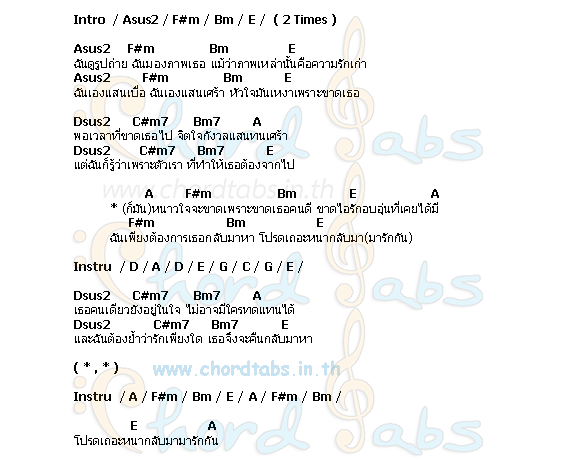 Intro / Asus2 / F#m / Bm / E / ( 2 Times )
Asus2 F#m Bm E
ฉันดูรูปถ่าย ฉันมองภาพเธอ แม้ว่าภาพเหล่านั้นคือความรักเก่า
Asus2 F#m Bm E
ฉันเองแสนเบื่อ ฉันเองแสนเศร้า หัวใจมันเหงาเพราะขาดเธอ
Dsus2 C#m7 Bm7 A
พอเวลาที่ขาดเธอไป จิตใจกังวลแสนทนเศร้า
Dsus2 C#m7 Bm7 E
แต่ฉันก็รู้ว่าเพราะตัวเรา ที่ทำให้เธอต้องจากไป
www.chordtabs.in.th
A F#m Bm E A
* (ก็มัน)หนาวใจจะขาดเพราะขาดเธอคนดี ขาดไอรักอบอุ่นที่เคยได้มี
F#m Bm E
ฉันเพียงต้องการเธอกลับมาหา โปรดเถอะหนากลับมา(มารักกัน)
Instru / D / A / D / E / G / C / G / E /
Dsus2 C#m7 Bm7 A
เธอคนเดียวยังอยู่ในใจ ไม่อาจมีใครทดแทนได้
Dsus2 C#m7 Bm7 E
และฉันต้องย้ำว่ารักเพียงใด เธอจึงจะคืนกลับมาหา
( * , * )
www.chordtabs.in.th
Instru / A / F#m / Bm / E / A / F#m / Bm /
E A
โปรดเถอะหนากลับมามารักกัน